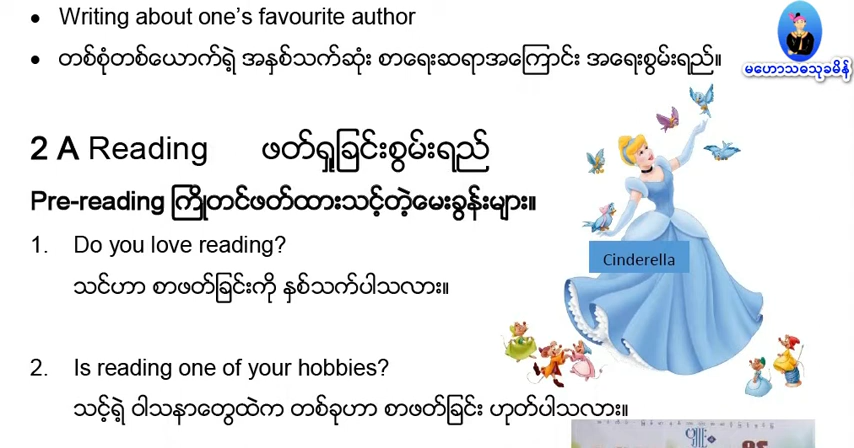 • Writing about one's favourite author
• တစ်စုံတစ်ယောက်ရဲ့ အနှစ်သက်ဆုံး စာရေးဆရာအကြောင်း အရေးစွမ်းရည်။
မဟောသဓသုခမိန်
2 A Reading ဖတ်ရှုခြင်းစွမ်းရည်
Pre-reading ကြိုတင်ဖတ်ထားသင့်တဲ့မေးခွန်းများ။
1. Do you love reading?
Cinderella
သင်ဟာ စာဖတ်ခြင်းကို နှစ်သက်ပါသလား။
2. Is reading one of your hobbies?
သင့်ရဲ့ ဝါသနာတွေထဲက တစ်ခုဟာ စာဖတ်ခြင်း ဟုတ်ပါသလား။